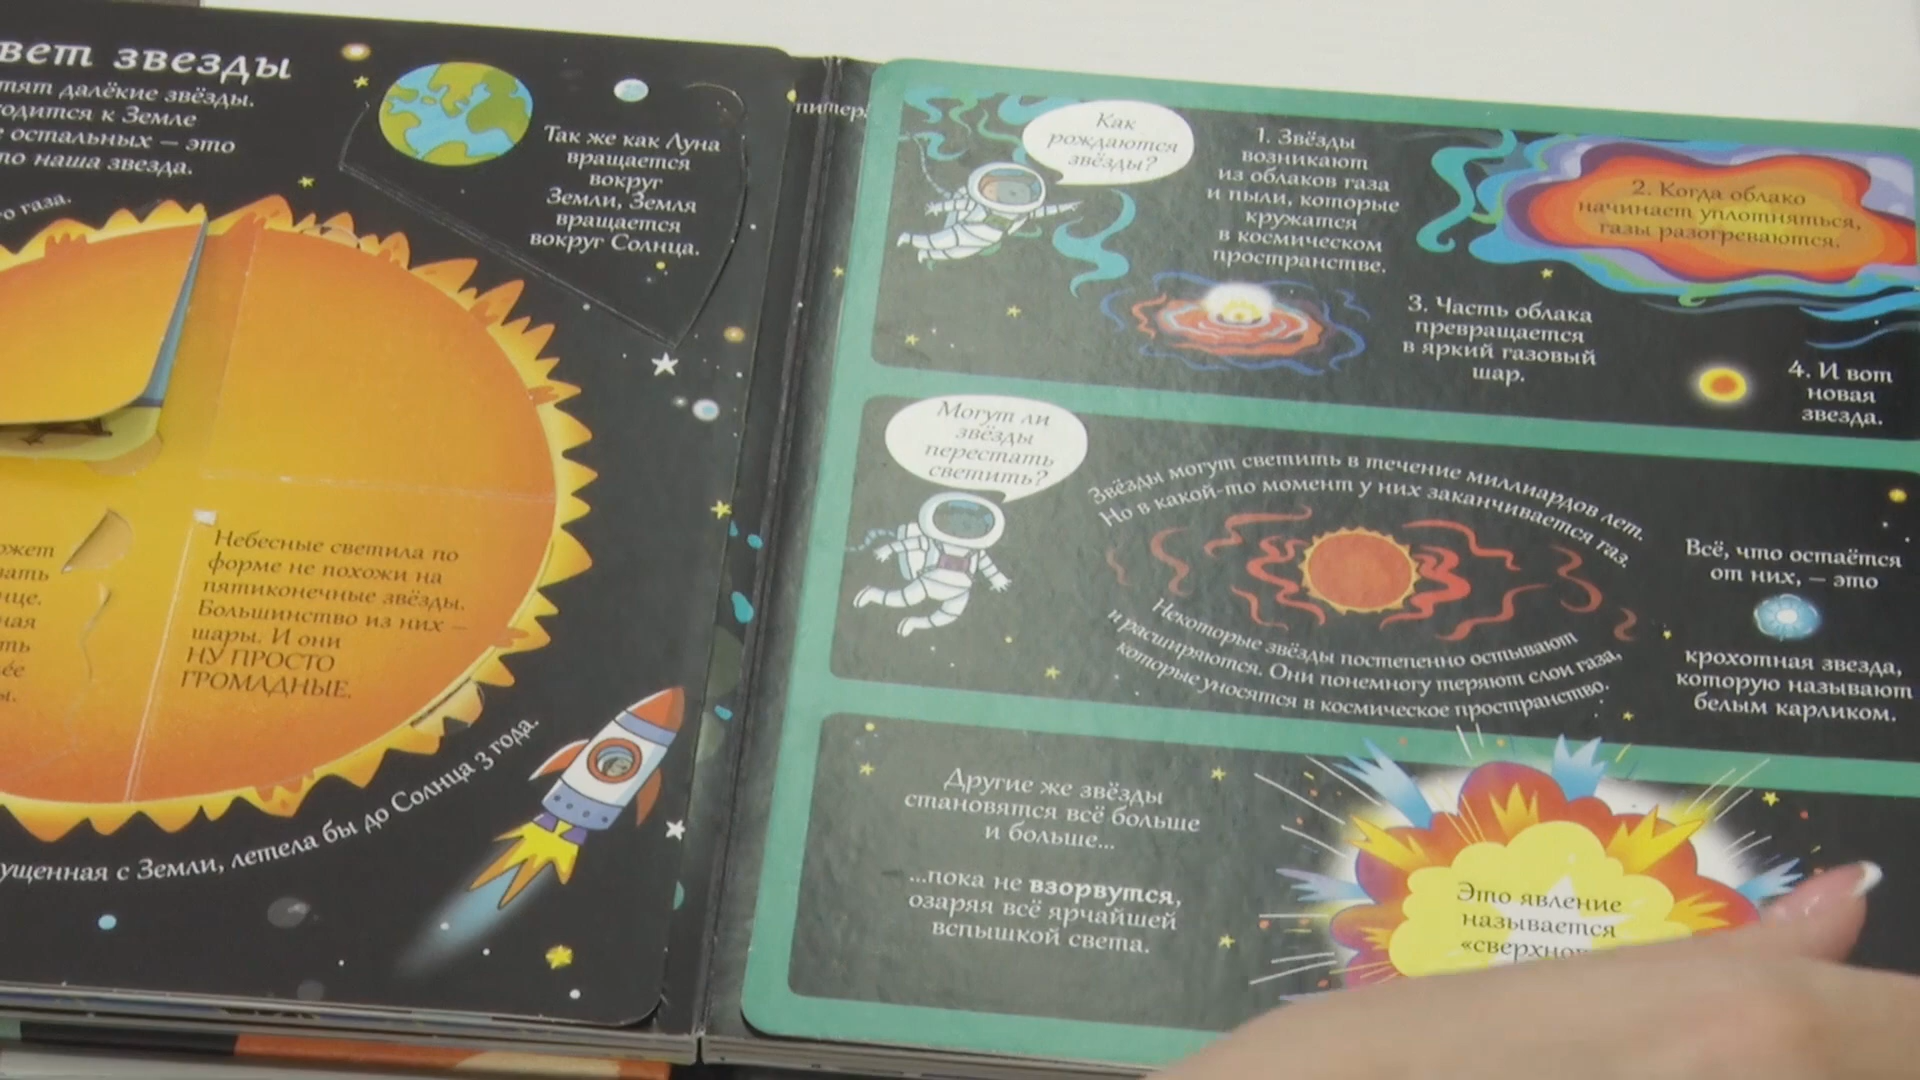 звезды
далёкие звёзды.
к Земле
остальных — это
наша звезда.
газа.
Так же как Луна
вращается
вокруг
Земли, Земля
вращается
вокруг Солнца.
Небесные светила по
форме не похожи на
пятиконечные звёзды.
Большинство из них —
шары. И они
НУ ПРОСТО
ГРОМАДНЫЕ.
с Земли, летела бы до Солнца 3 года.
Как
рождаются
звёзды?
1. Звёзды
возникают
из облаков газа
и пыли, которые
кружатся
в космическом
пространстве.
2. Когда облако
начинает уплотняться,
газы разогреваются.
3. Часть облака
превращается
в яркий газовый
шар.
4. И вот
новая
звезда.
Могут ли
звёзды
перестать
светить?
Звёзды могут светить в течение миллиардов лет.
Но в какой-то момент у них заканчивается газ.
Некоторые звёзды постепенно остывают
и расширяются. Они понемногу теряют слои газа,
которые уносятся в космическое пространство.
Всё, что остаётся
от них, — это
крохотная звезда,
которую называют
белым карликом.
Другие же звёзды
становятся всё больше
и больше...
...пока не взорвутся,
озаряя всё ярчайшей
вспышкой света.
Это явление
называется